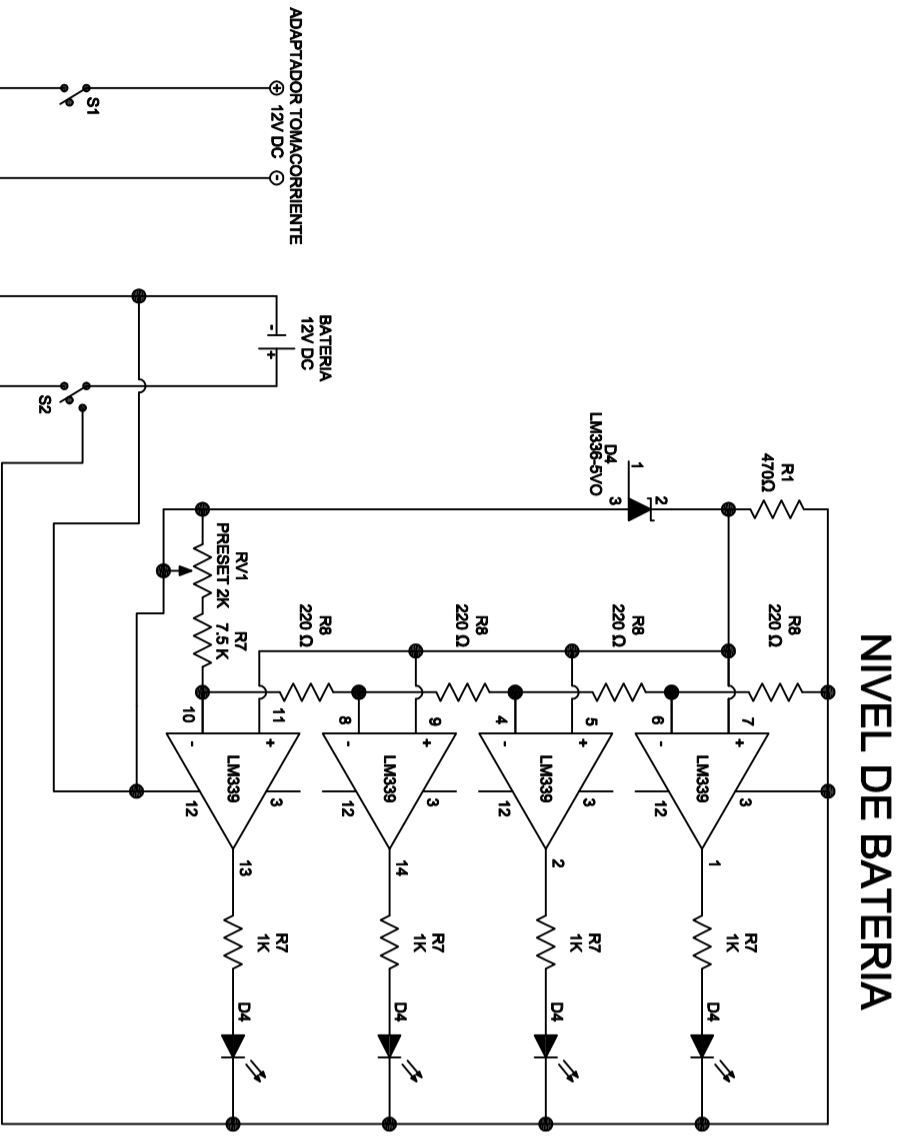 NIVEL DE BATERIA
ADAPTADOR TOMACORRIENTE
+ 12V DC -
S1
BATERIA
12V DC
- +
S2
R1
470Ω
D4
LM336-5VO
1
2
3
RV1
PRESET 2K
R7
7.5 K
R8
220 Ω
R8
220 Ω
R8
220 Ω
R8
220 Ω
7
+
6
-
LM339
3
12
1
R7
1K
D4
5
+
4
-
LM339
3
12
2
R7
1K
D4
9
+
8
-
LM339
3
12
14
R7
1K
D4
11
+
10
-
LM339
3
12
13
R7
1K
D4